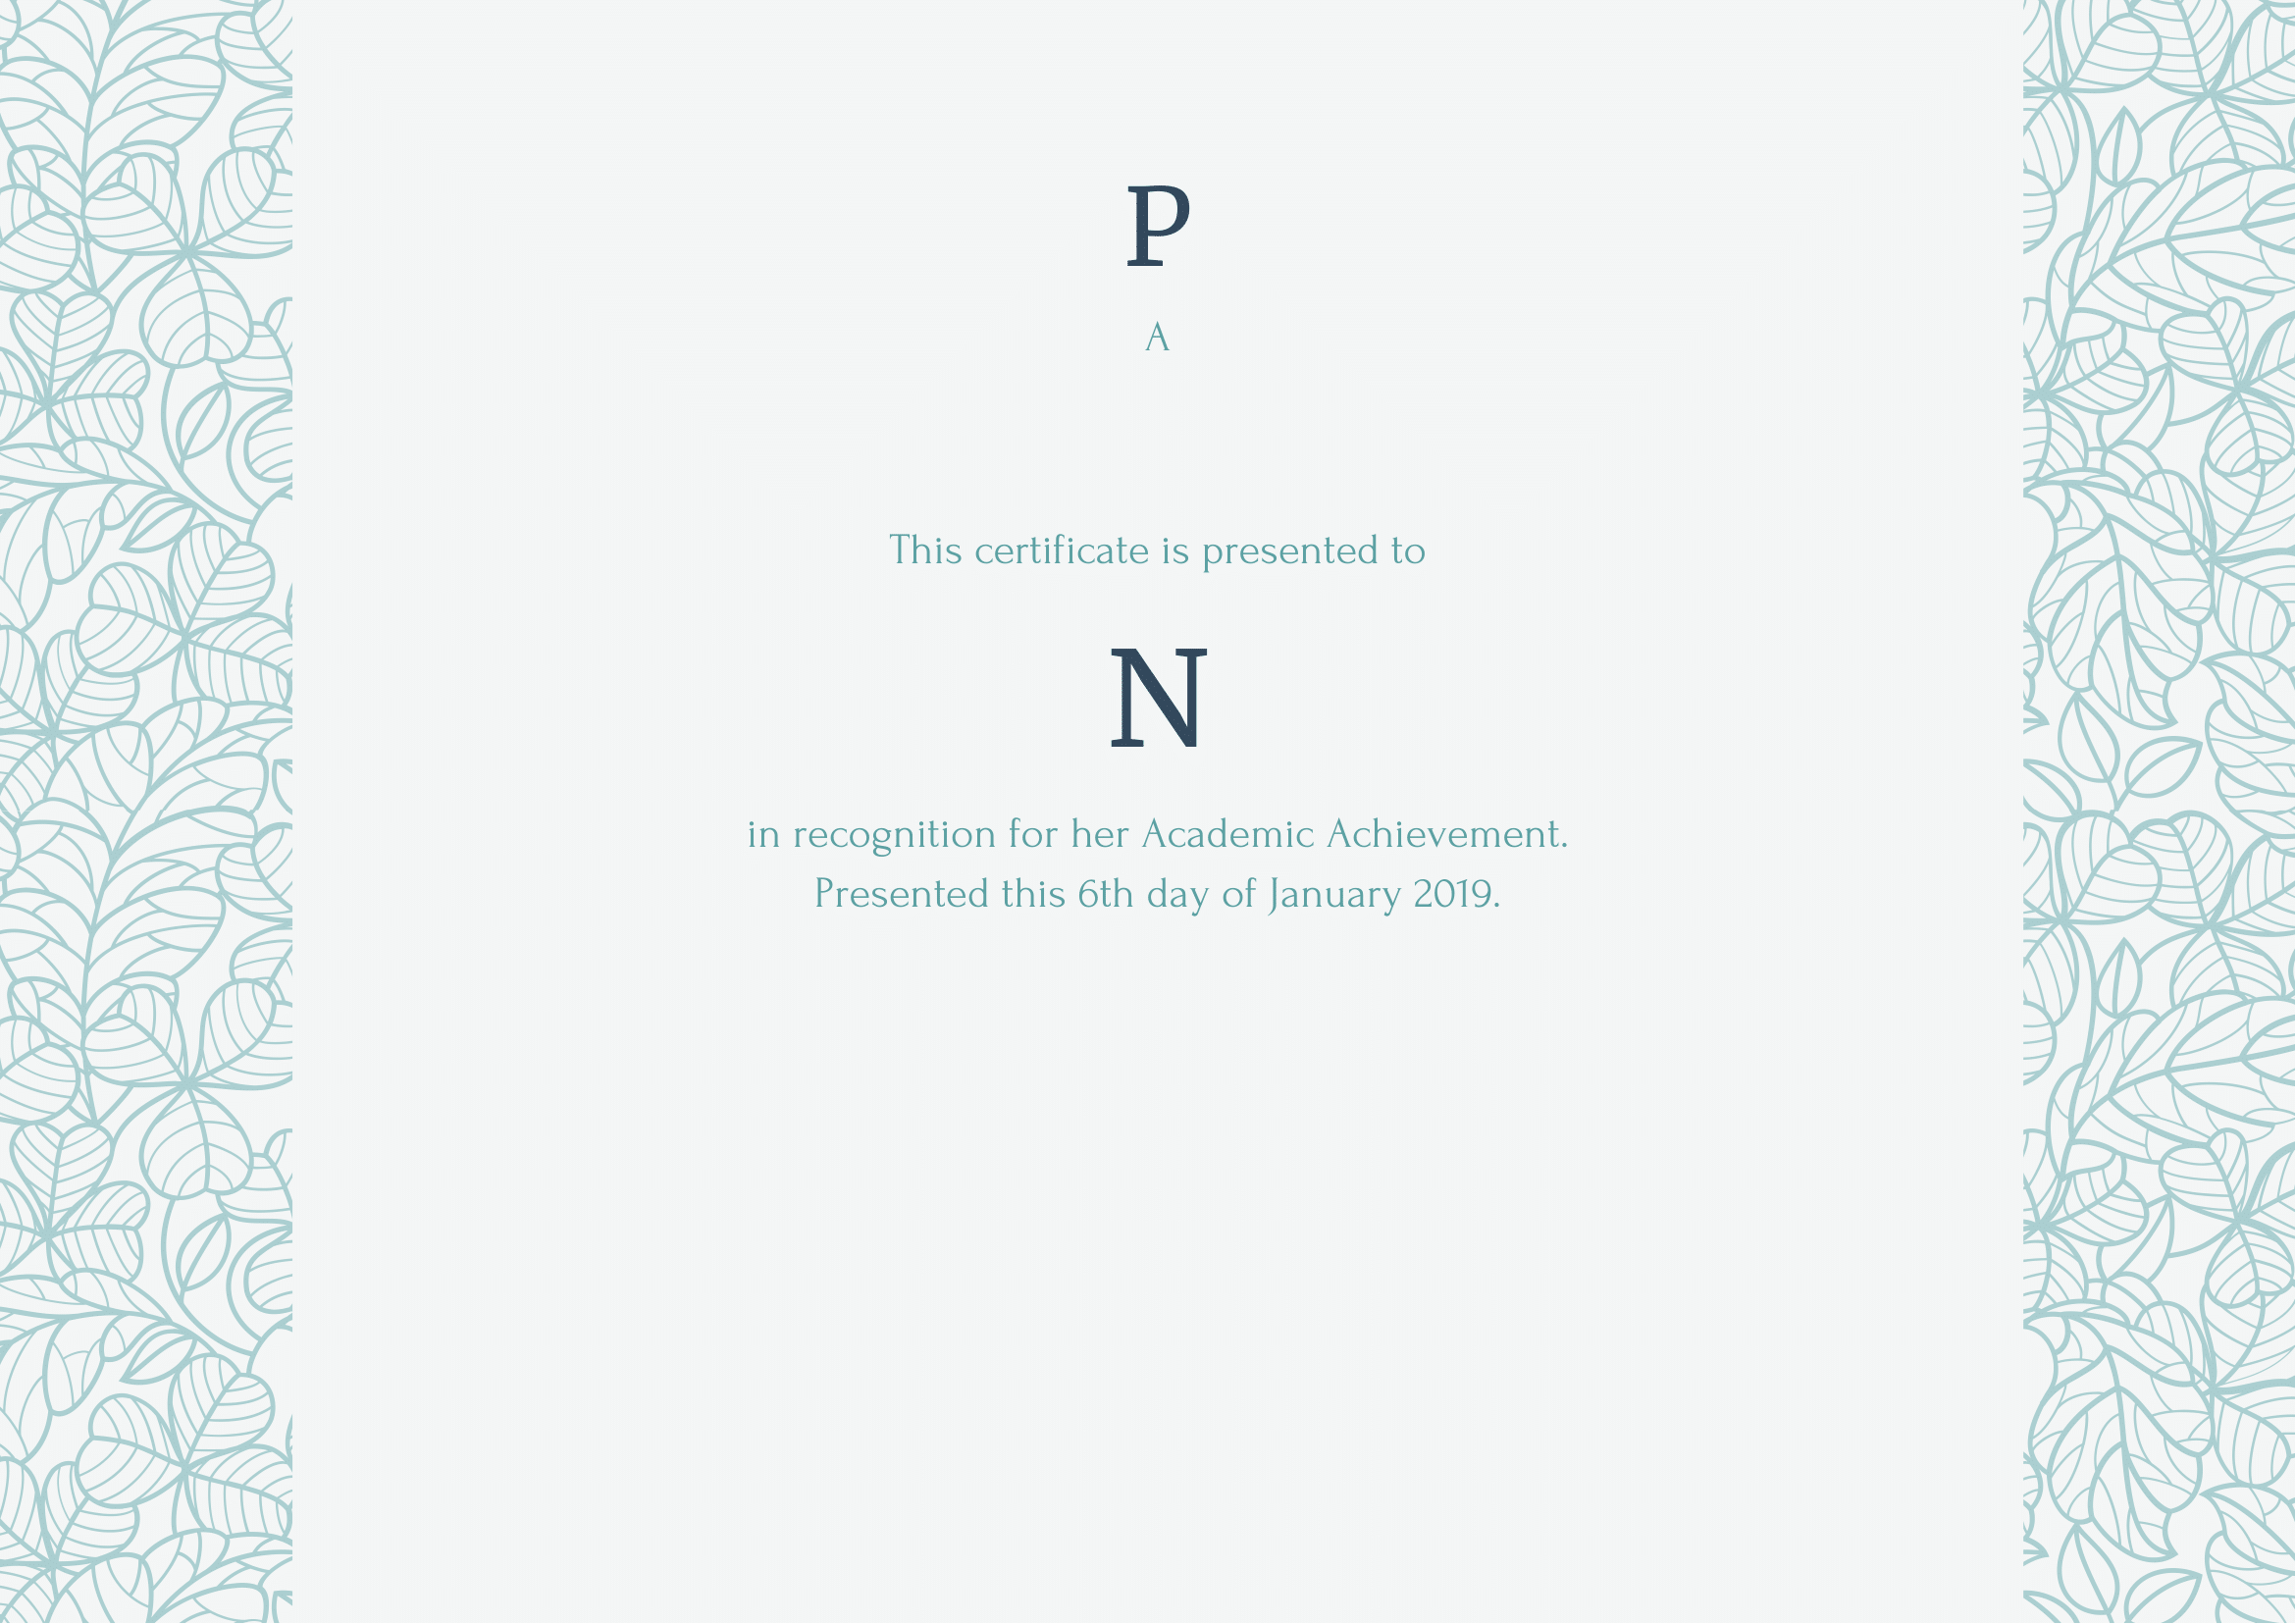 P
A
This certificate is presented to
N
in recognition for her Academic Achievement.
Presented this 6th day of January 2019.